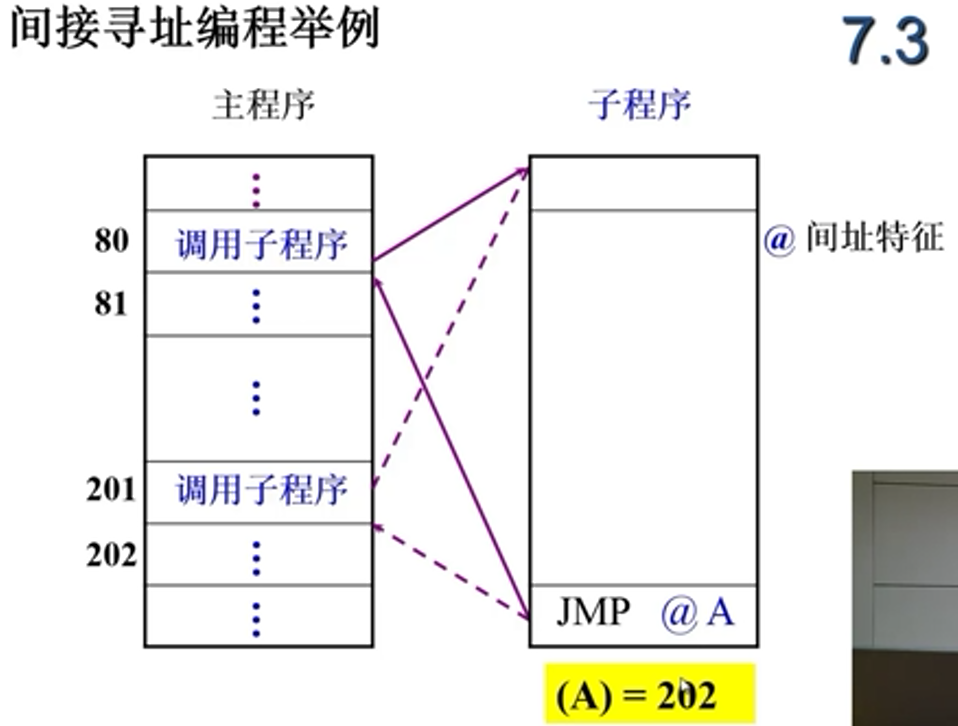 间接寻址编程举例
7.3
主程序
子程序
80
调用子程序
@ 间址特征
81
201
调用子程序
202
JMP @ A
(A) = 202